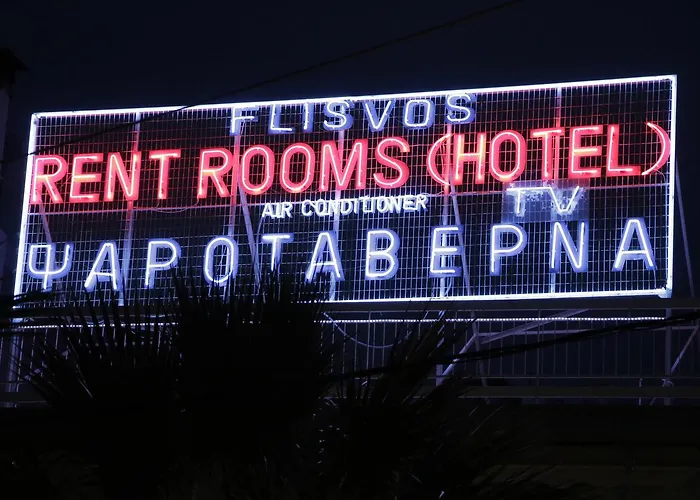 FLISVOS
RENT ROOMS (HOTEL)
AIR CONDITIONER TV
ΨΑΡΟΤΑΒΕΡΝΑ